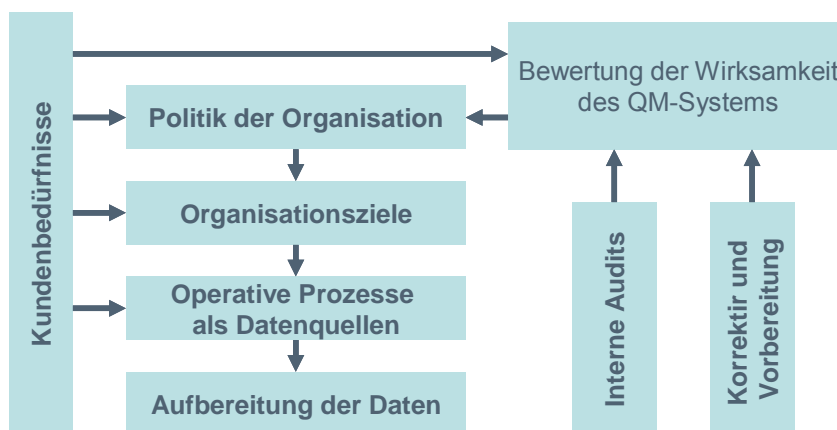 Kundenbedürfnisse
Bewertung der Wirksamkeit
des QM-Systems
Politik der Organisation
Organisationsziele
Operative Prozesse
als Datenquellen
Aufbereitung der Daten
Interne Audits
Korrektir und
Vorbereitung